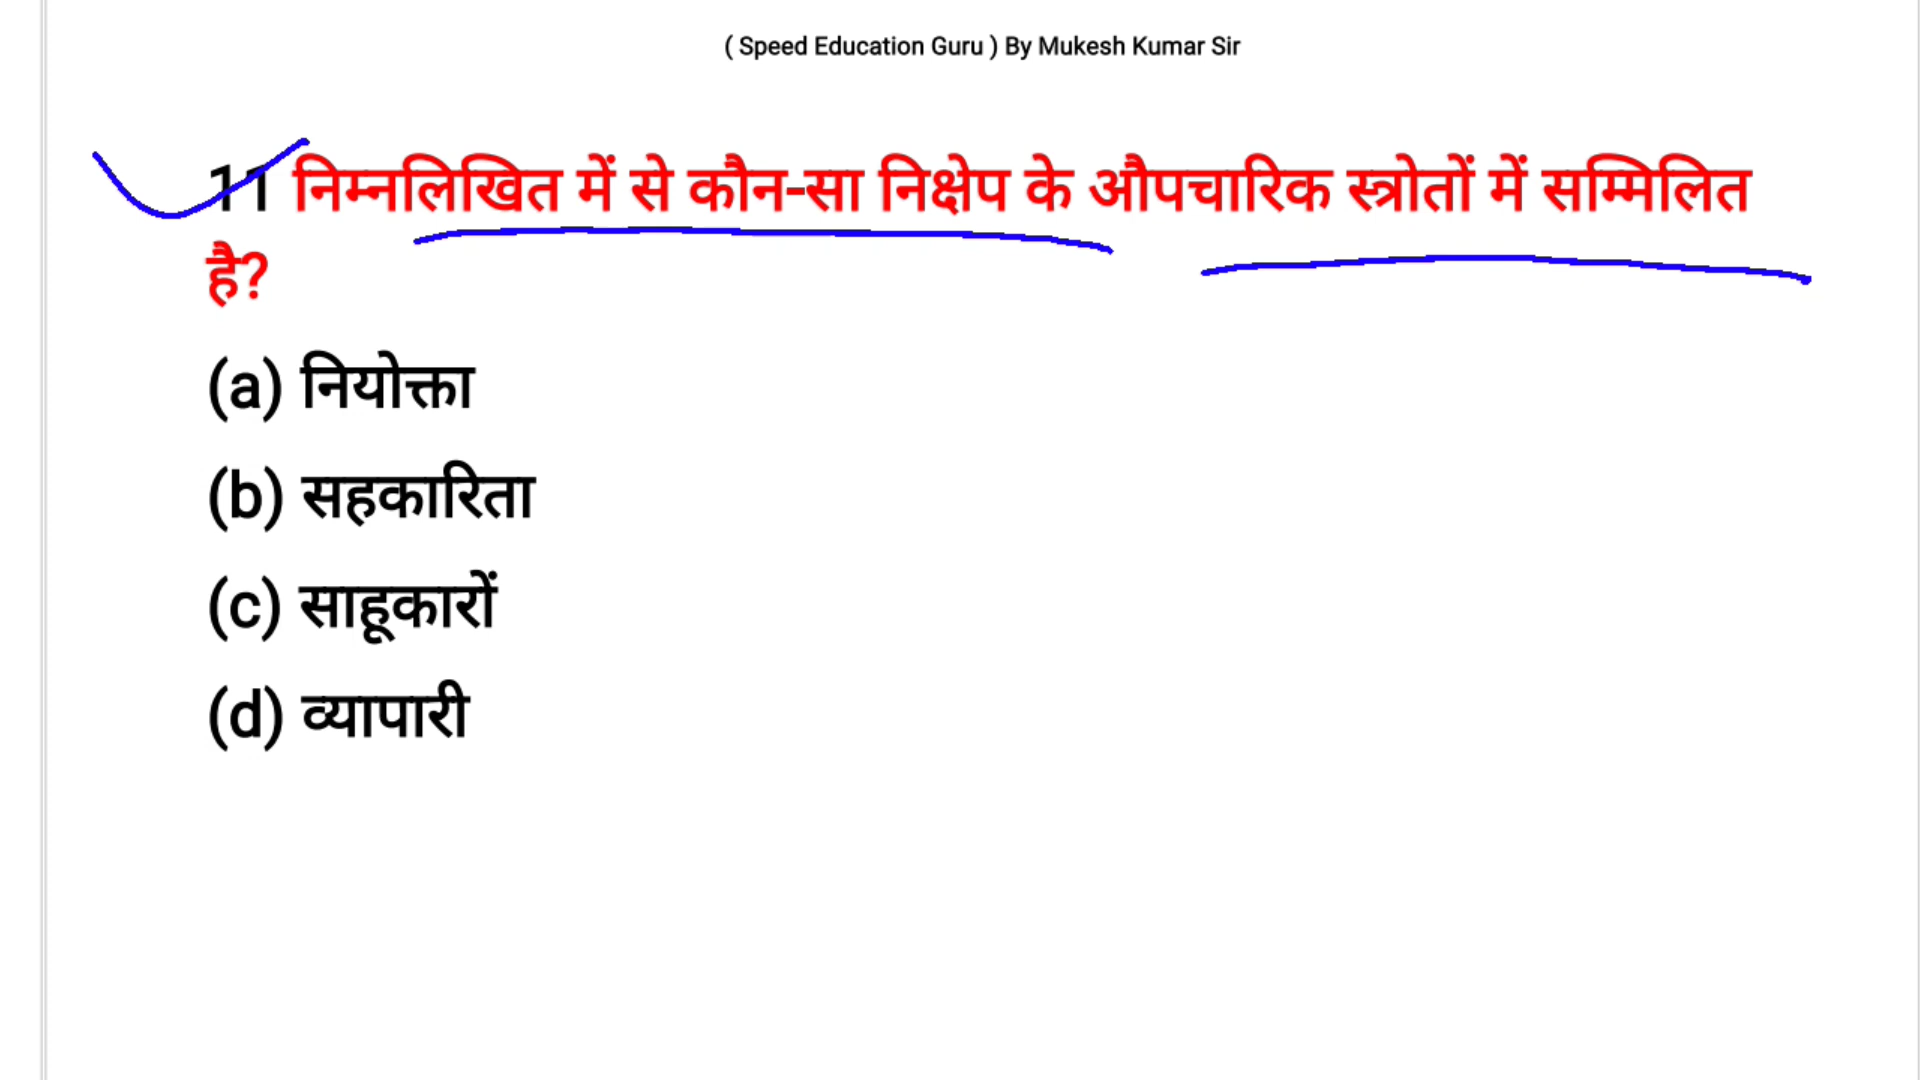 ( Speed Education Guru ) By Mukesh Kumar Sir
11 निम्नलिखित में से कौन-सा निक्षेप के औपचारिक स्त्रोतों में सम्मिलित
है?
(a) नियोक्ता
(b) सहकारिता
(c) साहूकारों
(d) व्यापारी